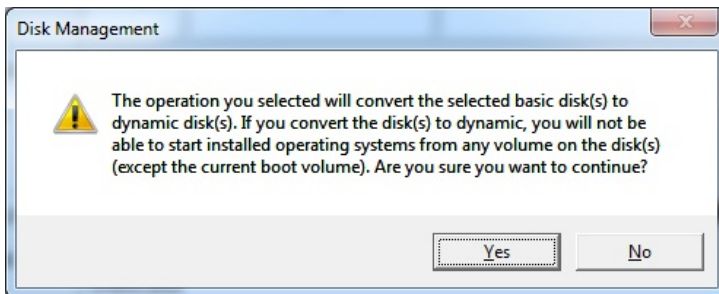 Disk Management
The operation you selected will convert the selected basic disk(s) to
dynamic disk(s). If you convert the disk(s) to dynamic, you will not be
able to start installed operating systems from any volume on the disk(s)
(except the current boot volume). Are you sure you want to continue?
Yes
No